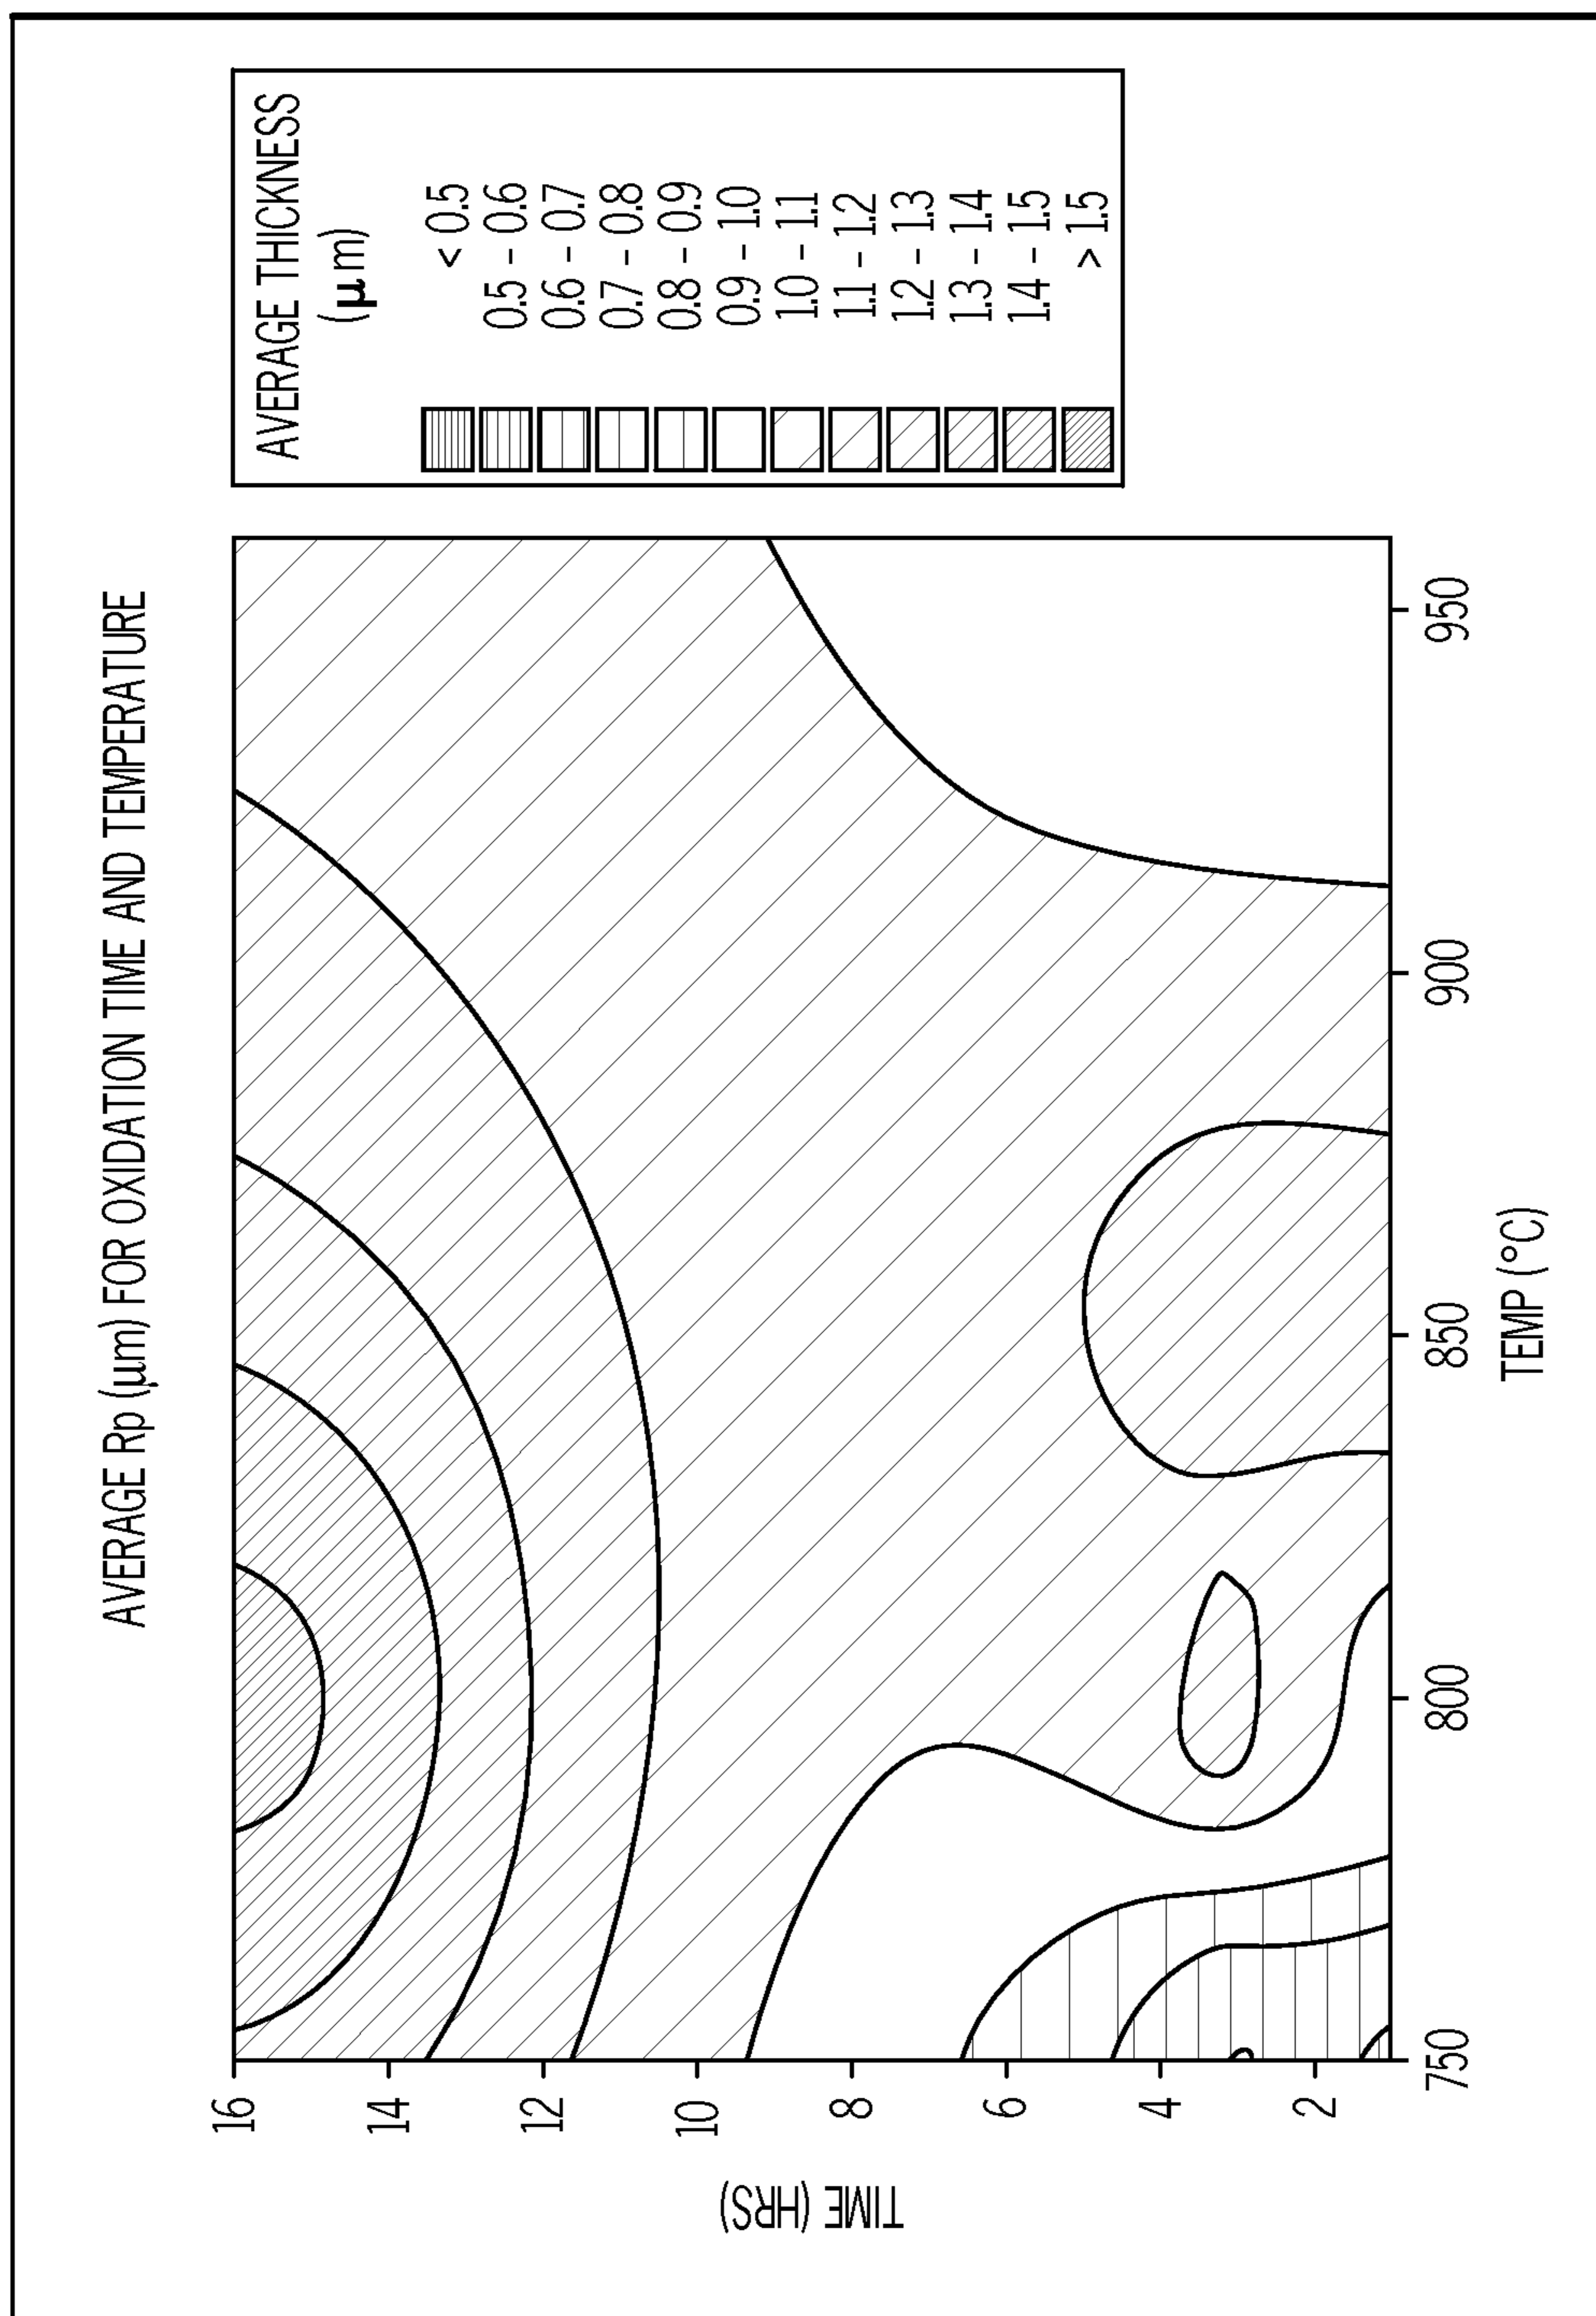 AVERAGE Rp (μm) FOR OXIDATION TIME AND TEMPERATURE
16
14
12
10
8
6
4
2
TIME (HRS)
750
800
850
900
950
TEMP (°C)
AVERAGE THICKNESS
(μm)
< 0.5
0.5 - 0.6
0.6 - 0.7
0.7 - 0.8
0.8 - 0.9
0.9 - 1.0
1.0 - 1.1
1.1 - 1.2
1.2 - 1.3
1.3 - 1.4
1.4 - 1.5
> 1.5